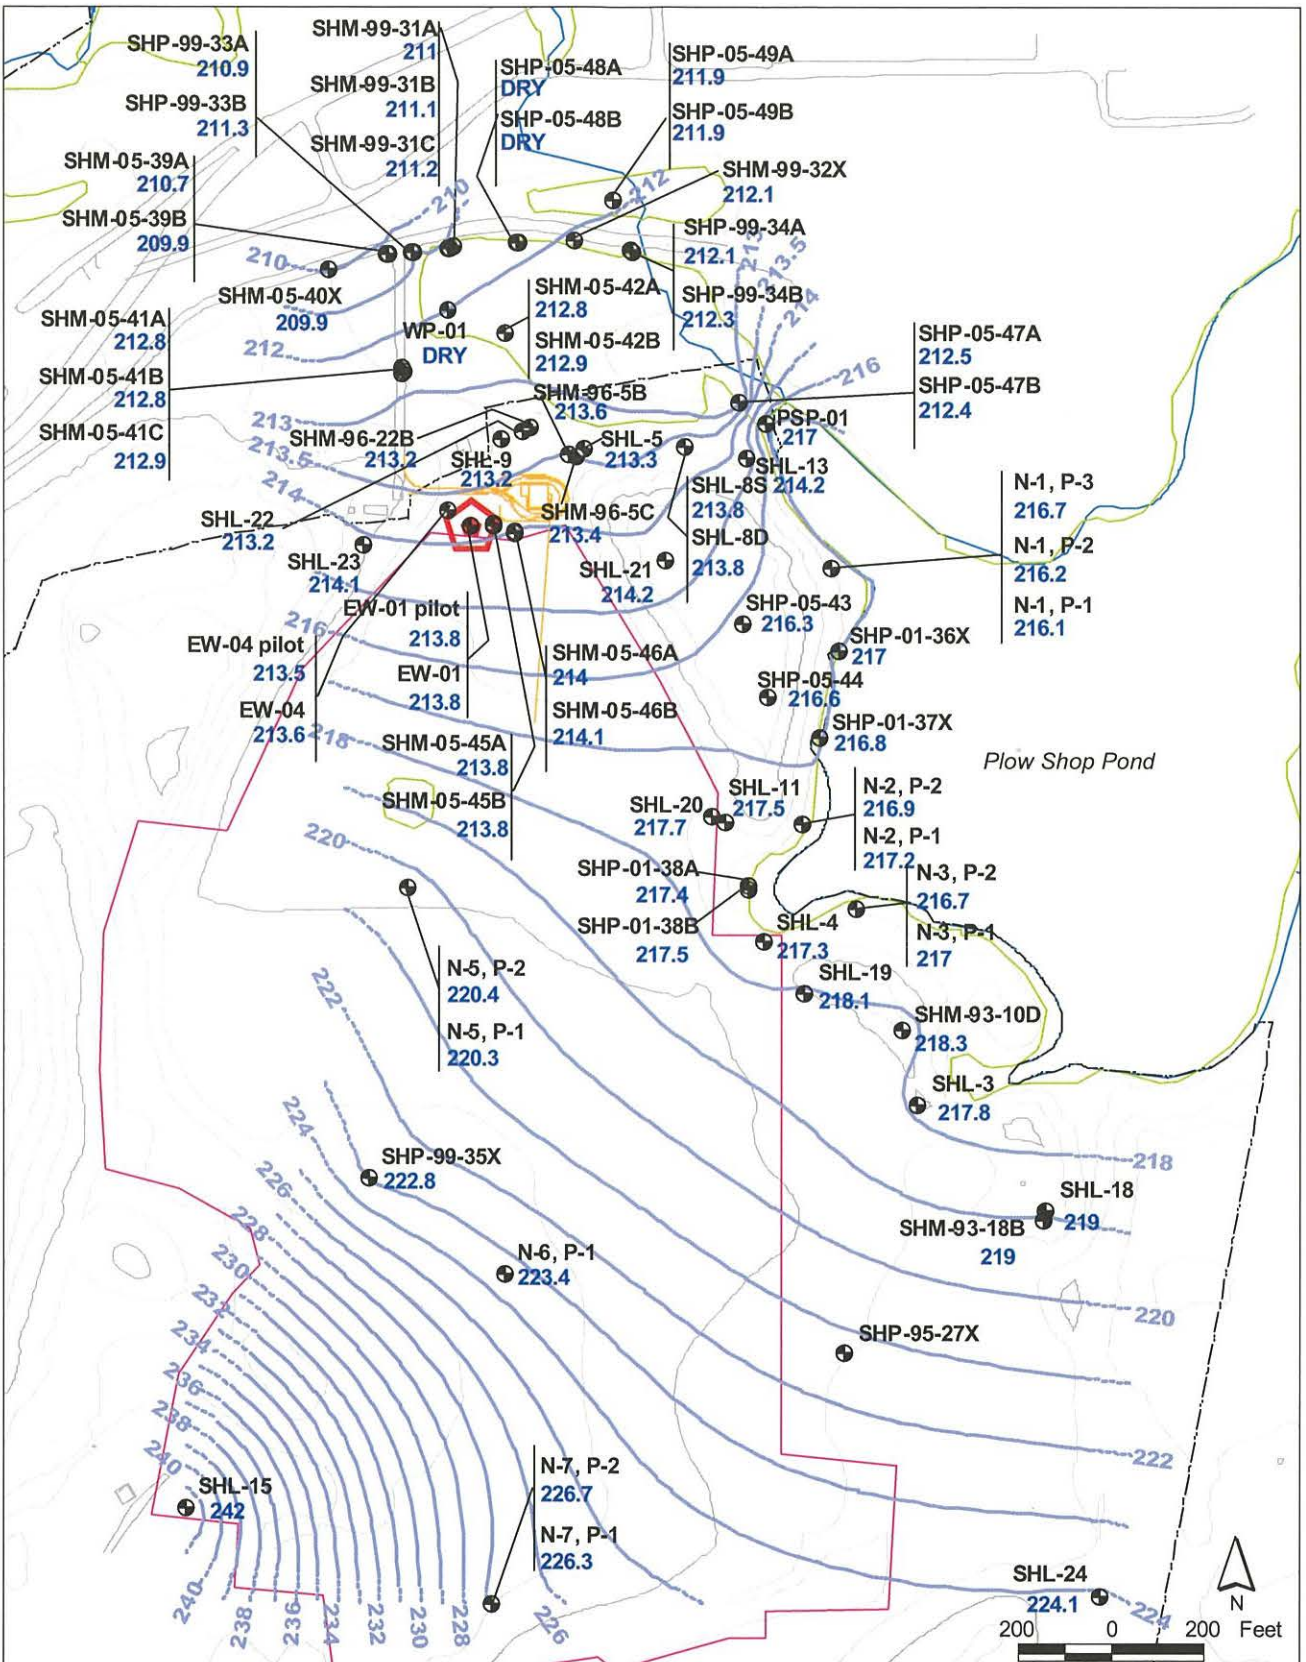 SHP-99-33A
210.9
SHP-99-33B
211.3
SHM-99-31A
211
SHM-99-31B
211.1
SHM-99-31C
211.2
SHP-05-48A
DRY
SHP-05-48B
DRY
SHP-05-49A
211.9
SHP-05-49B
211.9
SHM-99-32X
212.1
SHM-05-39A
210.7
SHM-05-39B
209.9
210
212
SHP-99-34A
212.1
SHP-99-34B
212.3
213
213.5
214
216
210
SHM-05-40X
209.9
212
SHM-05-42A
212.8
SHM-05-42B
212.9
WP-01
DRY
SHM-05-41A
212.8
SHM-05-41B
212.8
SHM-05-41C
212.9
SHP-05-47A
212.5
SHP-05-47B
212.4
213
213.5
214
SHM-96-5B
213.6
SHM-96-22B
213.2
SHL-9
213.2
SHL-5
213.3
PSP-01
217
SHL-13
214.2
SHL-8S
213.8
SHL-8D
213.8
SHM-96-5C
213.4
SHL-22
213.2
SHL-23
214.1
SHL-21
214.2
N-1, P-3
216.7
N-1, P-2
216.2
N-1, P-1
216.1
EW-01 pilot
213.8
EW-01
213.8
216
EW-04 pilot
213.5
EW-04
213.6
SHP-05-43
216.3
SHP-01-36X
217
SHM-05-46A
214
SHM-05-46B
214.1
SHP-05-44
216.6
SHP-01-37X
216.8
218
SHM-05-45A
213.8
SHM-05-45B
213.8
Plow Shop Pond
SHL-20
217.7
SHL-11
217.5
N-2, P-2
216.9
N-2, P-1
217.2
220
SHP-01-38A
217.4
SHP-01-38B
217.5
N-3, P-2
216.7
N-3, P-1
217
SHL-4
217.3
SHL-19
218.1
N-5, P-2
220.4
N-5, P-1
220.3
222
SHM-93-10D
218.3
SHL-3
217.8
224
SHP-99-35X
222.8
218
226
SHL-18
219
SHM-93-18B
219
228
230
N-6, P-1
223.4
232
220
234
SHP-95-27X
236
238
240
222
SHL-15
242
N-7, P-2
226.7
N-7, P-1
226.3
SHL-24
224.1
224
240
238
236
234
232
230
228
226
N
200 0 200 Feet